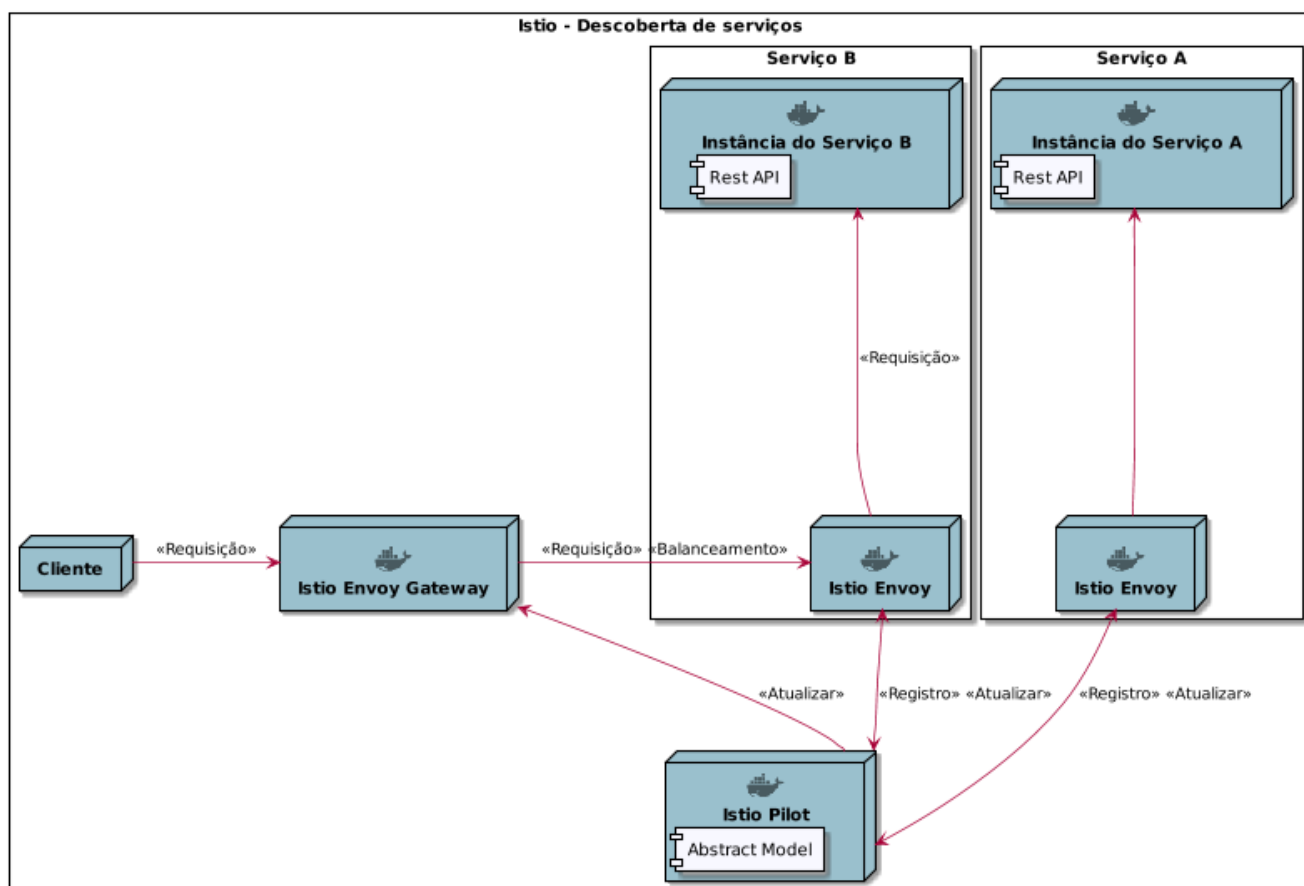 Istio - Descoberta de serviços
Serviço B
Serviço A
Instância do Serviço B
Rest API
Instância do Serviço A
Rest API
«Requisição»
Cliente
«Requisição»
Istio Envoy Gateway
«Requisição» «Balanceamento»
Istio Envoy
Istio Envoy
«Atualizar»
«Registro» «Atualizar»
«Registro» «Atualizar»
Istio Pilot
Abstract Model